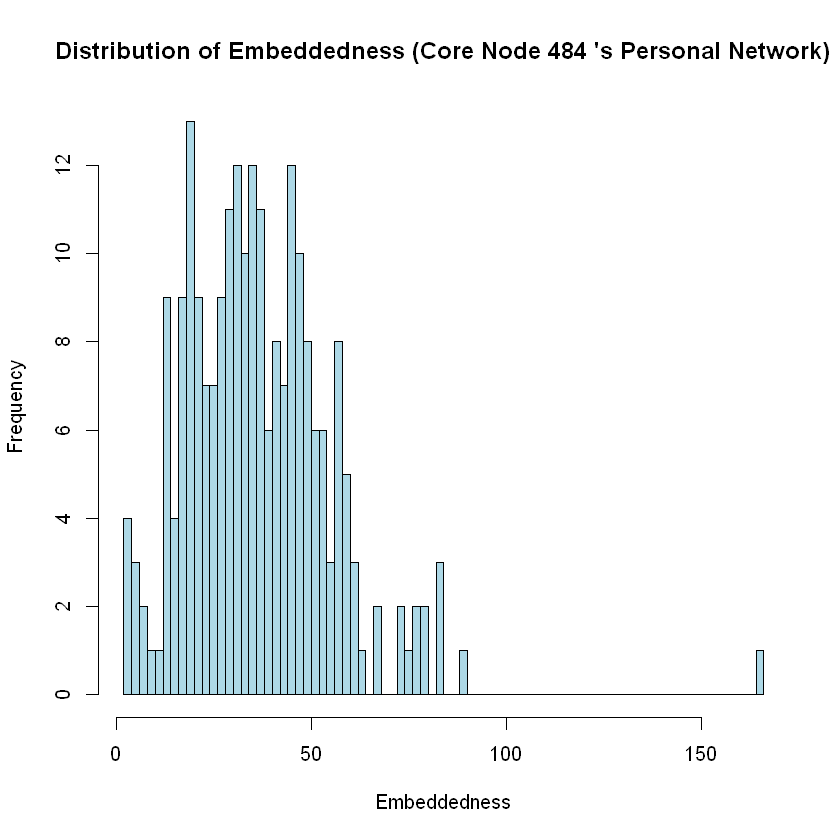 Distribution of Embeddedness (Core Node 484 's Personal Network)
12
10
8
6
4
2
0
Frequency
0 50 100 150
Embeddedness